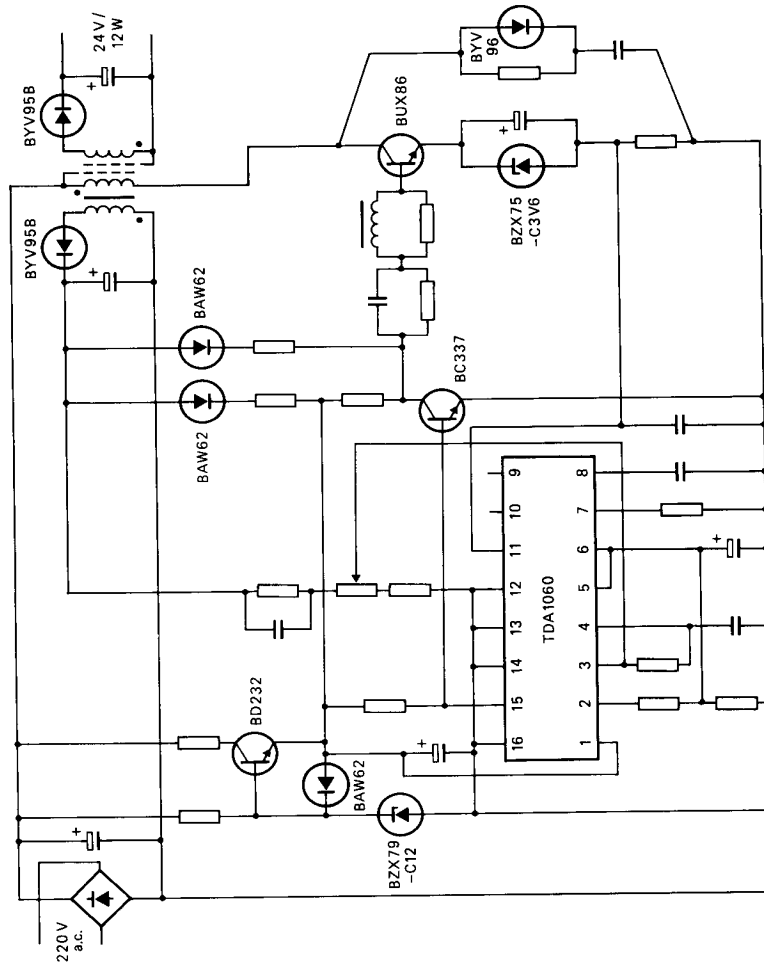 220V
a.c.
BZX79
-C12
BAW62
BD232
BAW62
BAW62
BYV95B
BYV95B
24V/
12W
BC337
BUX86
BZX75
-C3V6
BYV
96
TDA1060
16
15
14
13
12
11
10
9
1
2
3
4
5
6
7
8
+
+
+
+
+
+